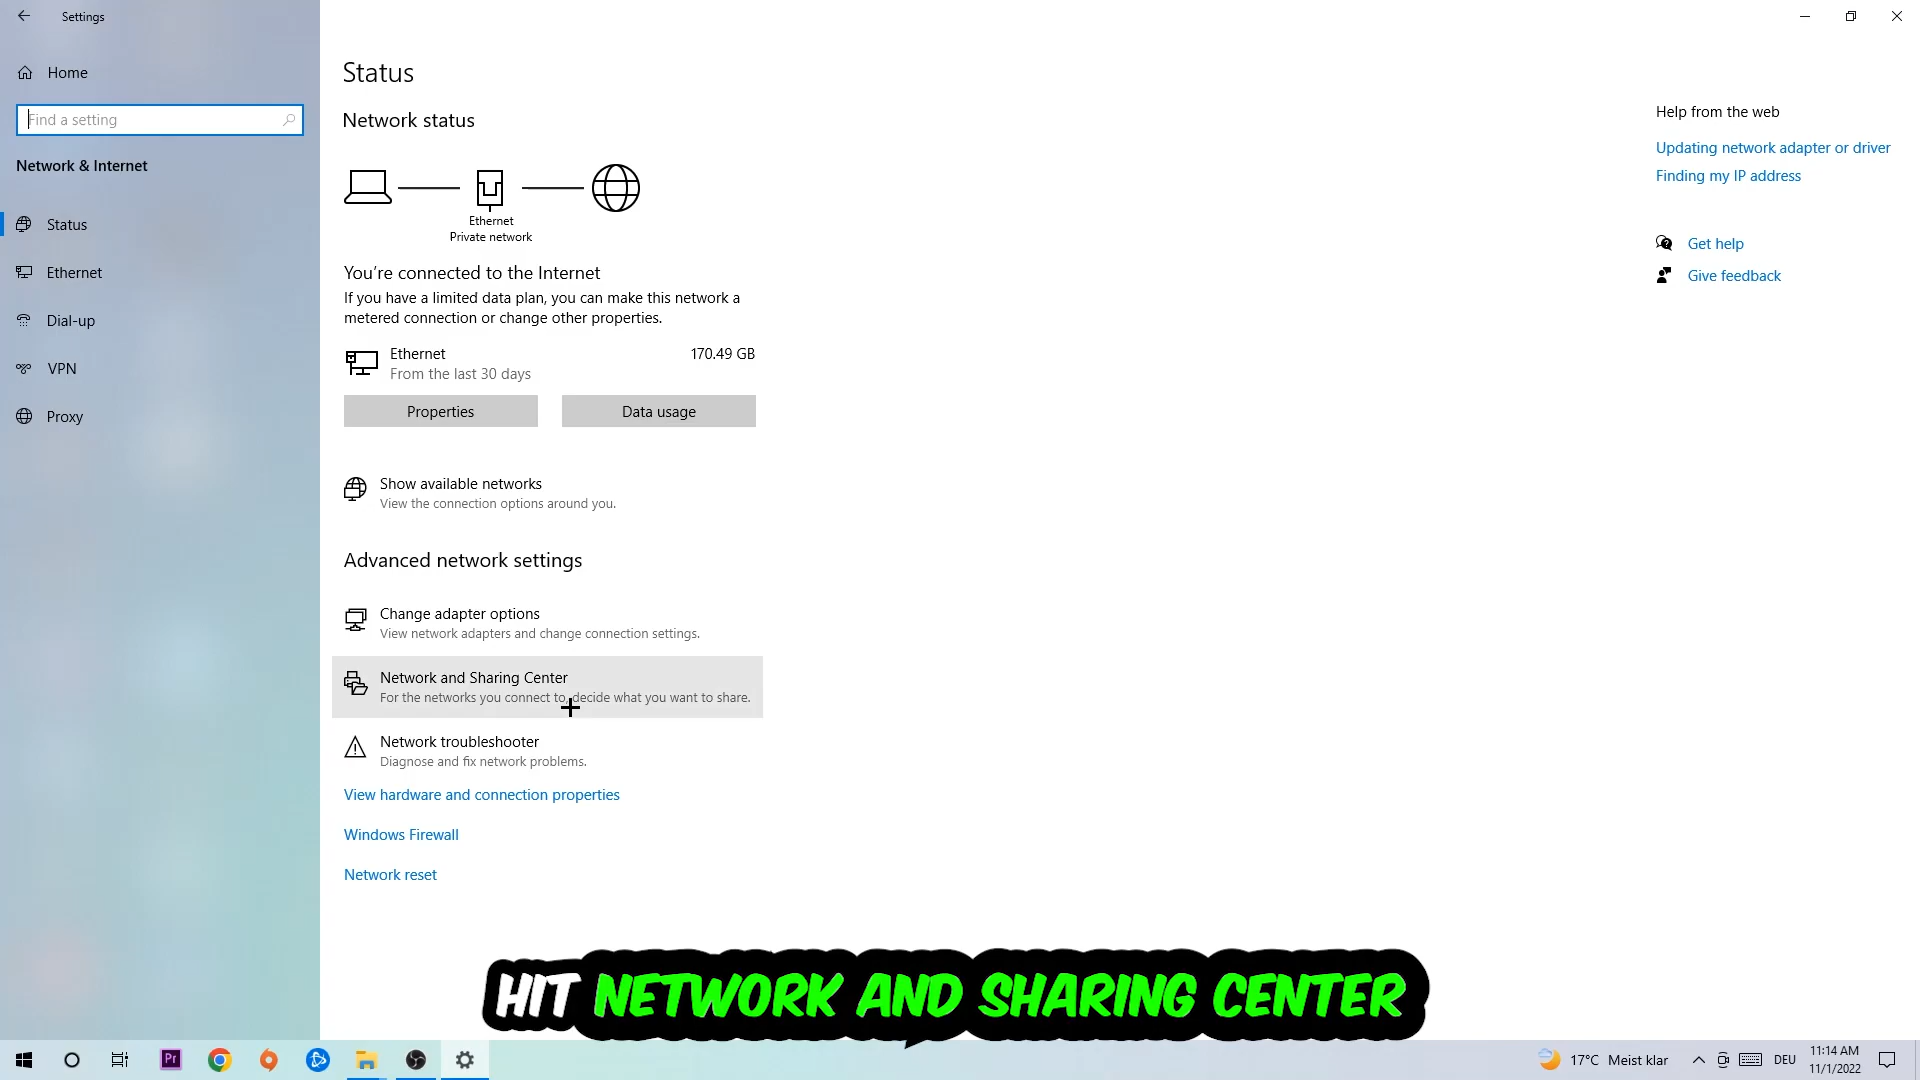 Settings
Home
Find a setting
Network & Internet
Status
Ethernet
Dial-up
VPN
Proxy
Status
Network status
Ethernet
Private network
You're connected to the Internet
If you have a limited data plan, you can make this network a
metered connection or change other properties.
Ethernet
170.49 GB
From the last 30 days
Properties
Data usage
Show available networks
View the connection options around you.
Advanced network settings
Change adapter options
View network adapters and change connection settings.
Network and Sharing Center
For the networks you connect to, decide what you want to share.
Network troubleshooter
Diagnose and fix network problems.
View hardware and connection properties
Windows Firewall
Network reset
Help from the web
Updating network adapter or driver
Finding my IP address
Get help
Give feedback
HIT NETWORK AND SHARING CENTER
Pr
17°C Meist klar
DEU
11:14 AM
11/1/2022